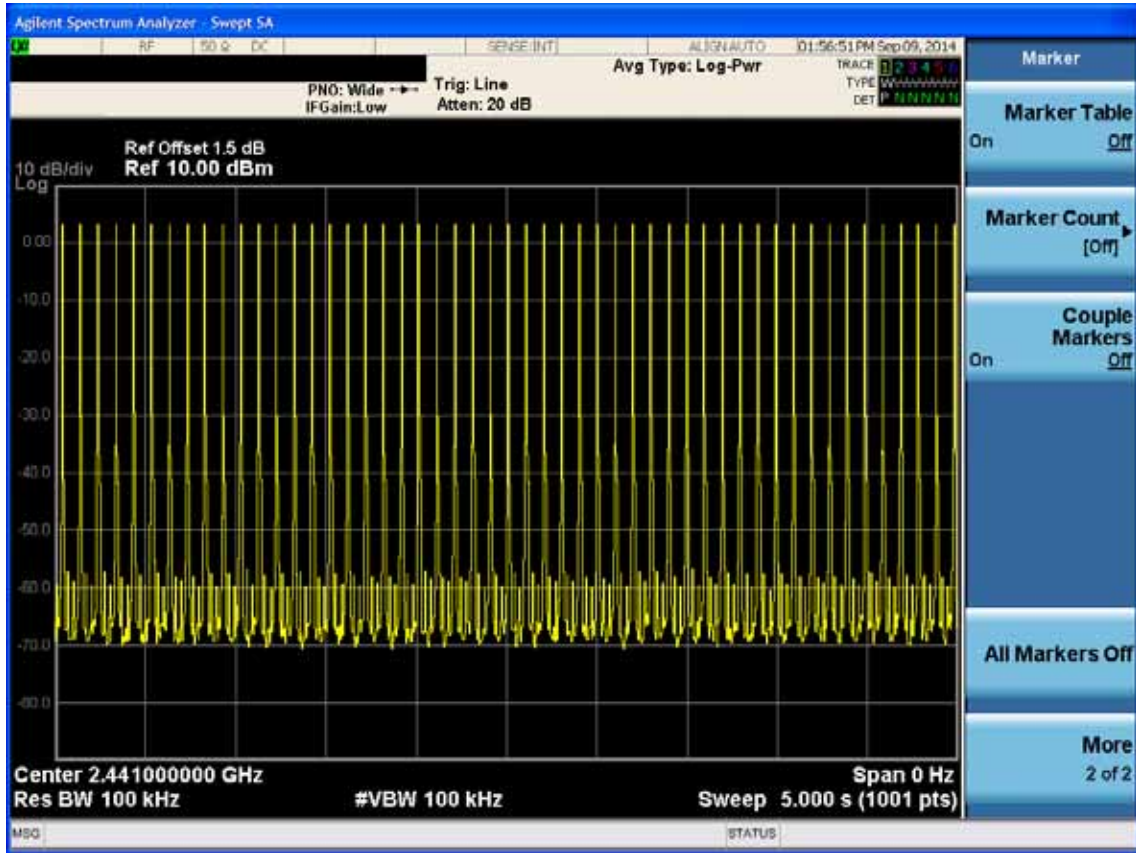 Agilent Spectrum Analyzer - Swept SA
LXI RF 50 Ω DC SENSE:INT ALIGN AUTO 01:56:51 PM Sep 09, 2014
Marker
Avg Type: Log-Pwr
TRACE 1 2 3 4 5 6
PNO: Wide
Trig: Line
TYPE
IFGain:Low
Atten: 20 dB
DET P N N N N N
Marker Table
On Off
Ref Offset 1.5 dB
10 dB/div Ref 10.00 dBm
Log
Marker Count
[Off]
0.00
-10.0
Couple
Markers
On Off
-20.0
-30.0
-40.0
-50.0
-60.0
-70.0
All Markers Off
-80.0
More
2 of 2
Center 2.441000000 GHz Span 0 Hz
Res BW 100 kHz #VBW 100 kHz Sweep 5.000 s (1001 pts)
MSG STATUS